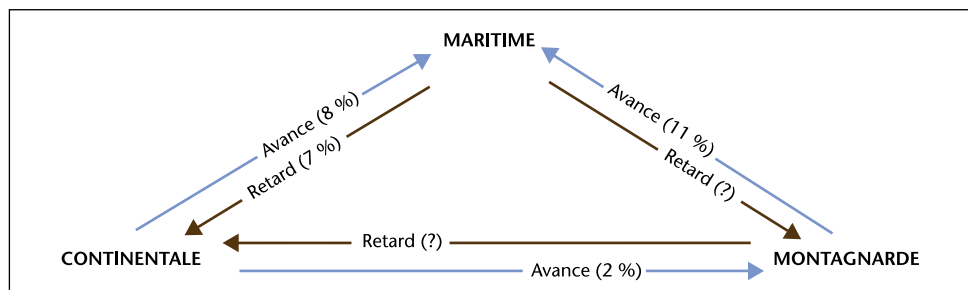 MARITIME
Avance (8 %)
Retard (7 %)
Avance (11 %)
Retard (?)
CONTINENTALE
Retard (?)
MONTAGNARDE
Avance (2 %)